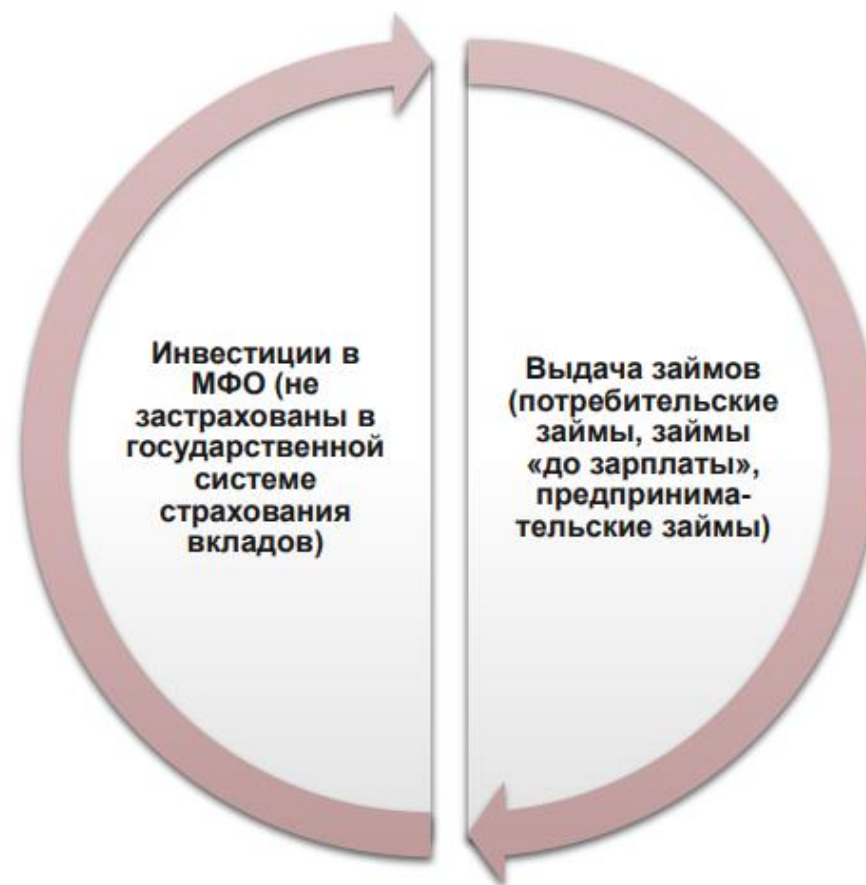 Инвестиции в
МФО (не
застрахованы в
государственной
системе
страхования
вкладов)
Выдача займов
(потребительские
займы, займы
«до зарплаты»,
предпринима-
тельские займы)